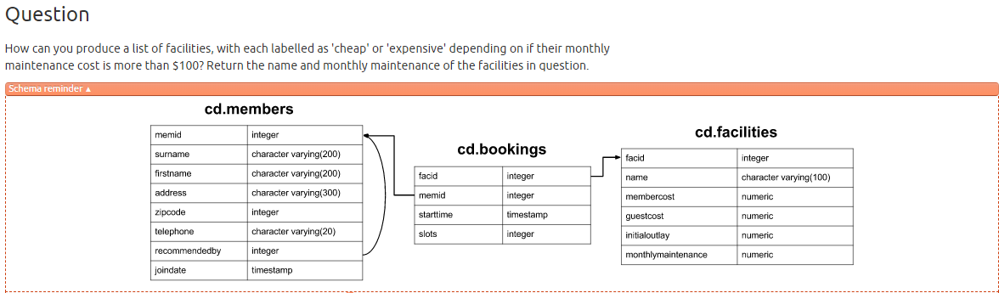 Question
How can you produce a list of facilities, with each labelled as 'cheap' or 'expensive' depending on if their monthly
maintenance cost is more than $100? Return the name and monthly maintenance of the facilities in question.
Schema reminder ▲
cd.members
memid integer
surname character varying(200)
firstname character varying(200)
address character varying(300)
zipcode integer
telephone character varying(20)
recommendedby integer
joindate timestamp
cd.bookings
facid integer
memid integer
starttime timestamp
slots integer
cd.facilities
facid integer
name character varying(100)
membercost numeric
guestcost numeric
initialoutlay numeric
monthlymaintenance numeric